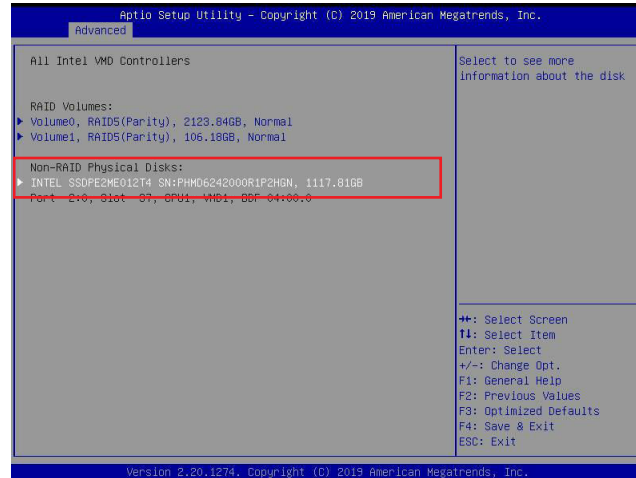 Aptio Setup Utility – Copyright (C) 2019 American Megatrends, Inc.
Advanced
All Intel VMD Controllers
RAID Volumes:
Volume0, RAID5(Parity), 2123.84GB, Normal
Volume1, RAID5(Parity), 106.18GB, Normal
Non-RAID Physical Disks:
INTEL SSDPE2ME012T4 SN:PHMD6242000R1P2HGN, 1117.81GB
Port 2:0, Slot 37, CPU1, VMD1, BDF 04:00.0
Select to see more
information about the disk
→←: Select Screen
↑↓: Select Item
Enter: Select
+/-: Change Opt.
F1: General Help
F2: Previous Values
F3: Optimized Defaults
F4: Save & Exit
ESC: Exit
Version 2.20.1274. Copyright (C) 2019 American Megatrends, Inc.